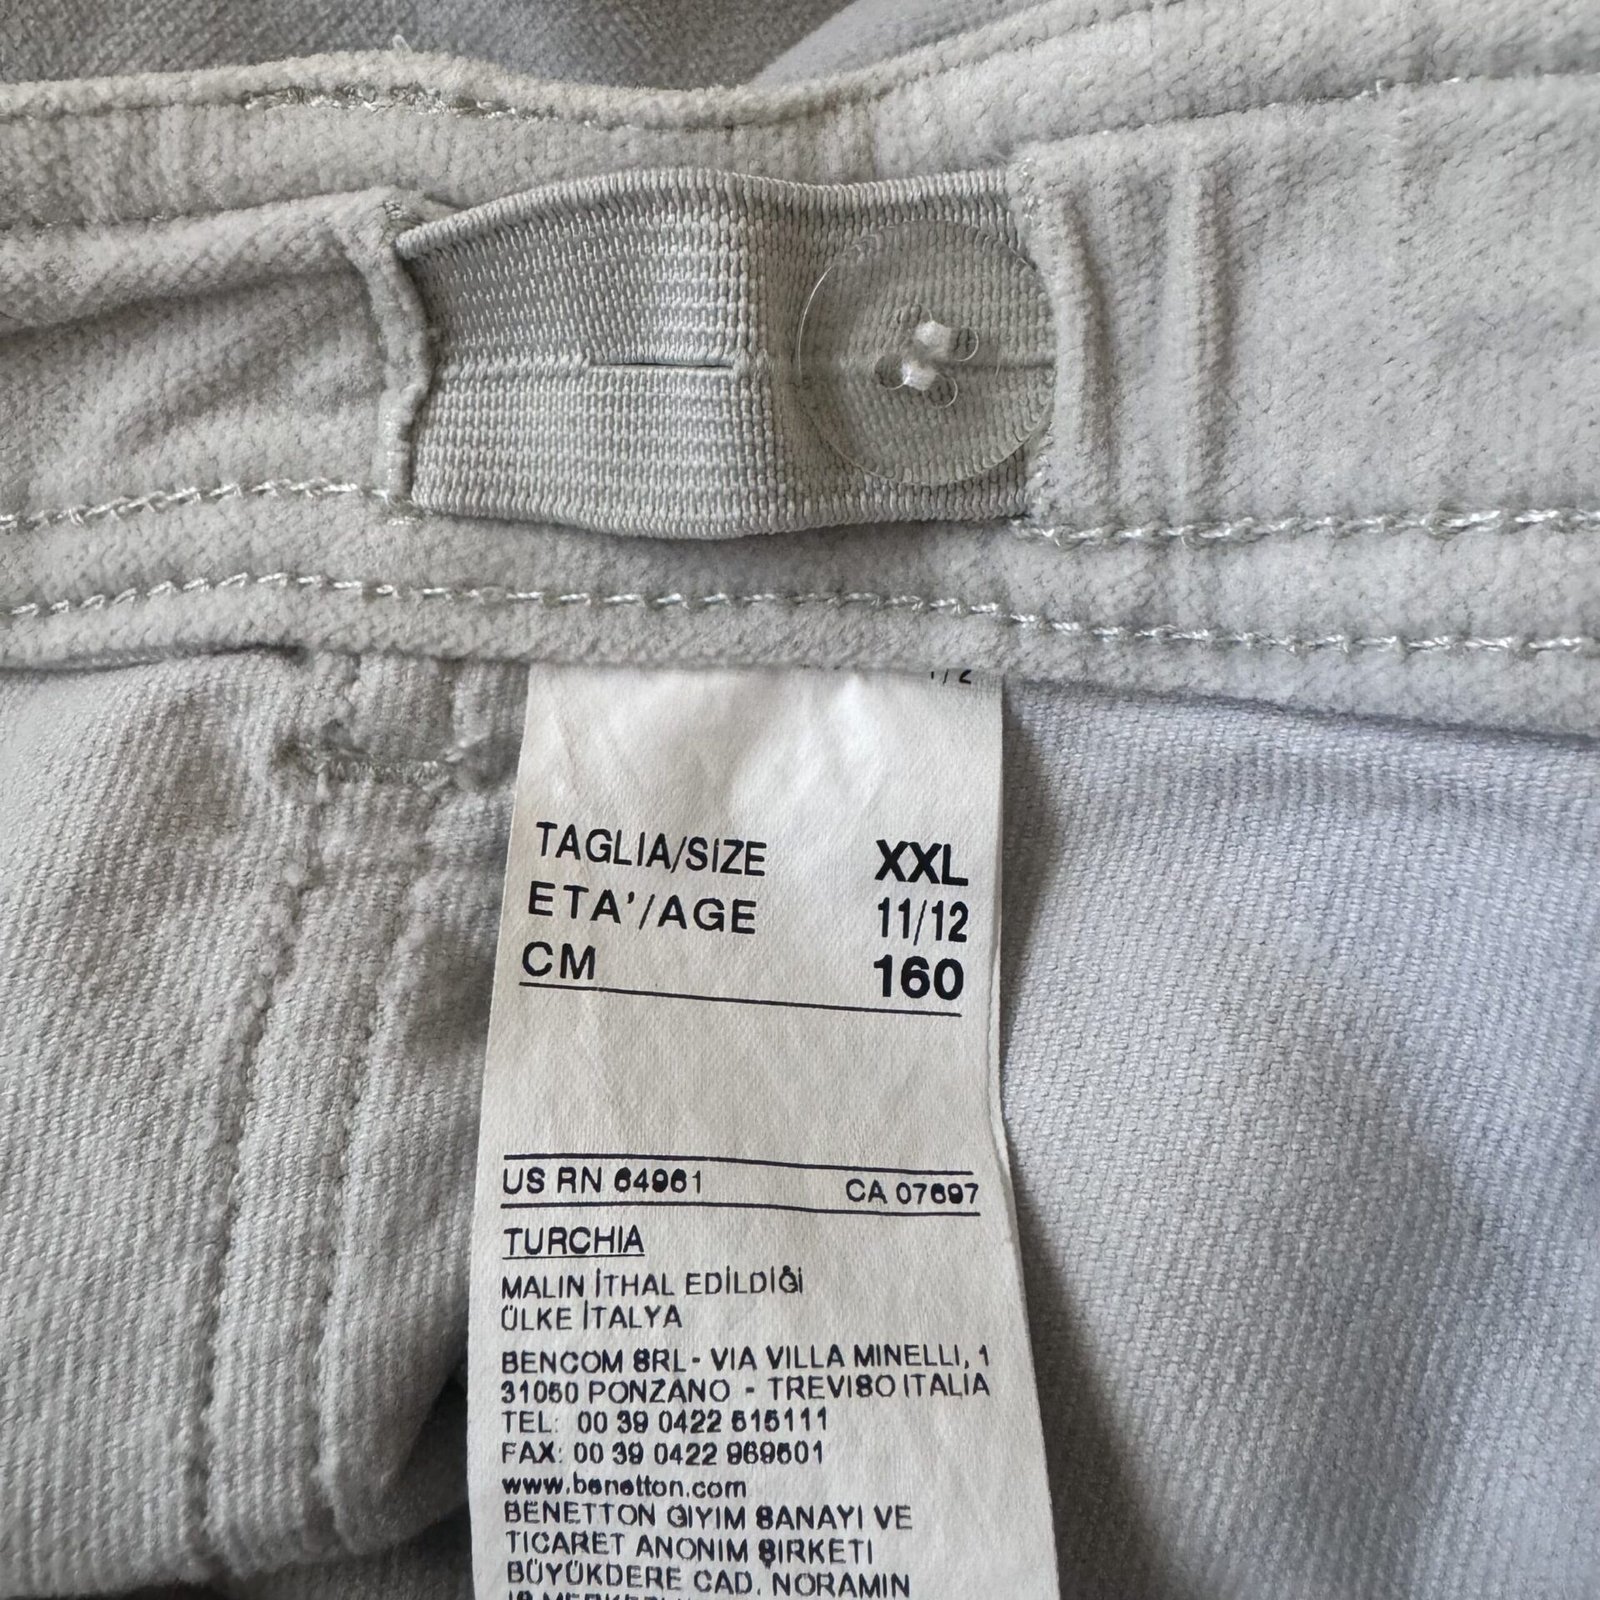 1/2
TAGLIA/SIZE XXL
ETA'/AGE 11/12
CM 160
US RN 64961 CA 07697
TURCHIA
MALIN İTHAL EDİLDİĞİ
ÜLKE İTALYA
BENCOM SRL - VIA VILLA MINELLI, 1
31050 PONZANO - TREVISO ITALIA
TEL: 00 39 0422 515111
FAX: 00 39 0422 969501
www.benetton.com
BENETTON GIYIM SANAYI VE
TICARET ANONIM ŞIRKETI
BÜYÜKDERE CAD. NORAMIN